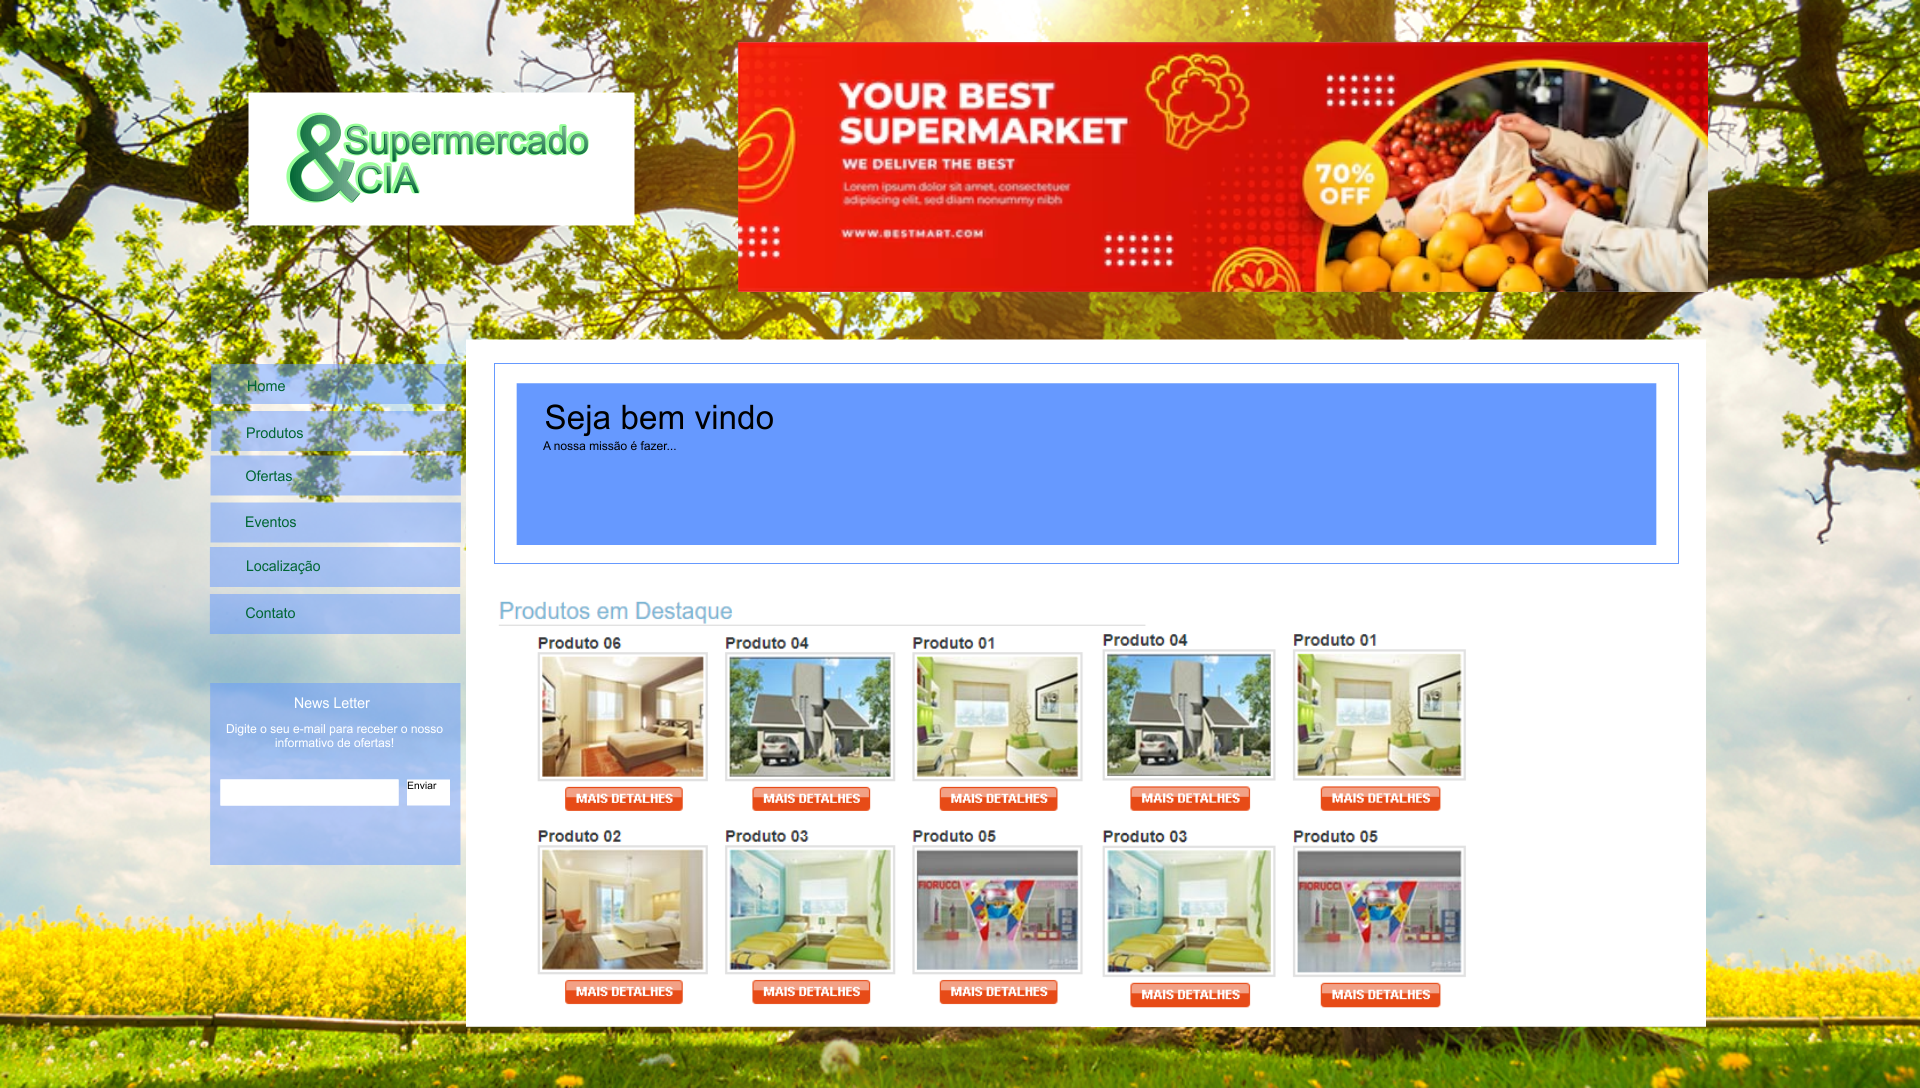 &Supermercado
CIA
YOUR BEST
SUPERMARKET
WE DELIVER THE BEST
Lorem ipsum dolor sit amet, consectetuer
adipiscing elit, sed diam nonummy nibh
WWW.BESTMART.COM
70%
OFF
Home
Produtos
Ofertas
Eventos
Localização
Contato
News Letter
Digite o seu e-mail para receber o nosso
informativo de ofertas!
Enviar
Seja bem vindo
A nossa missão é fazer...
Produtos em Destaque
Produto 06
Produto 04
Produto 01
Produto 04
Produto 01
MAIS DETALHES
MAIS DETALHES
MAIS DETALHES
MAIS DETALHES
MAIS DETALHES
Produto 02
Produto 03
Produto 05
Produto 03
Produto 05
FIORUCCI
FIORUCCI
MAIS DETALHES
MAIS DETALHES
MAIS DETALHES
MAIS DETALHES
MAIS DETALHES